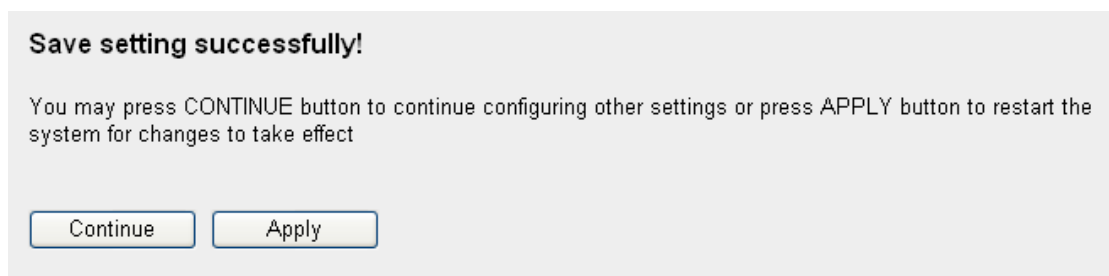 Save setting successfully!
You may press CONTINUE button to continue configuring other settings or press APPLY button to restart the
system for changes to take effect
Continue Apply